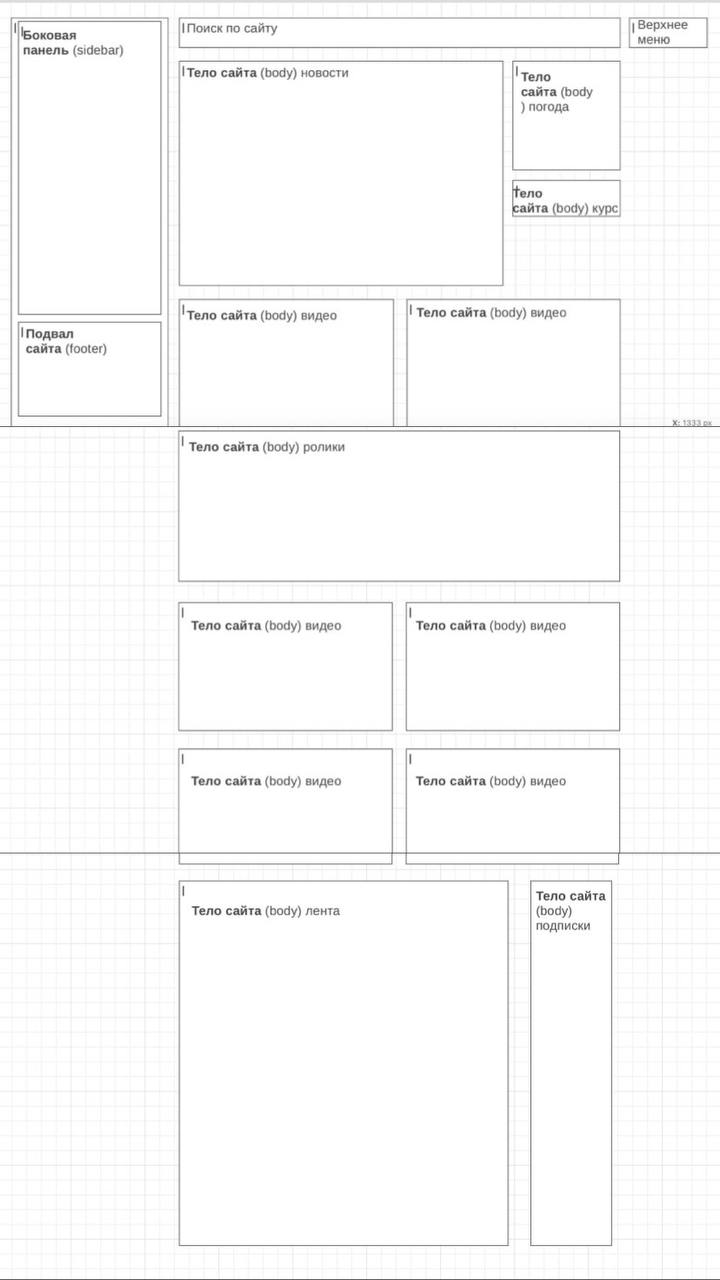 Боковая
панель (sidebar)
Поиск по сайту
Верхнее
меню
Тело сайта (body) новости
Тело
сайта (body
) погода
Тело
сайта (body) курс
Тело сайта (body) видео
Тело сайта (body) видео
Подвал
сайта (footer)
X: 1333 px
Тело сайта (body) ролики
Тело сайта (body) видео
Тело сайта (body) видео
Тело сайта (body) видео
Тело сайта (body) видео
Тело сайта (body) лента
Тело сайта
(body)
подписки